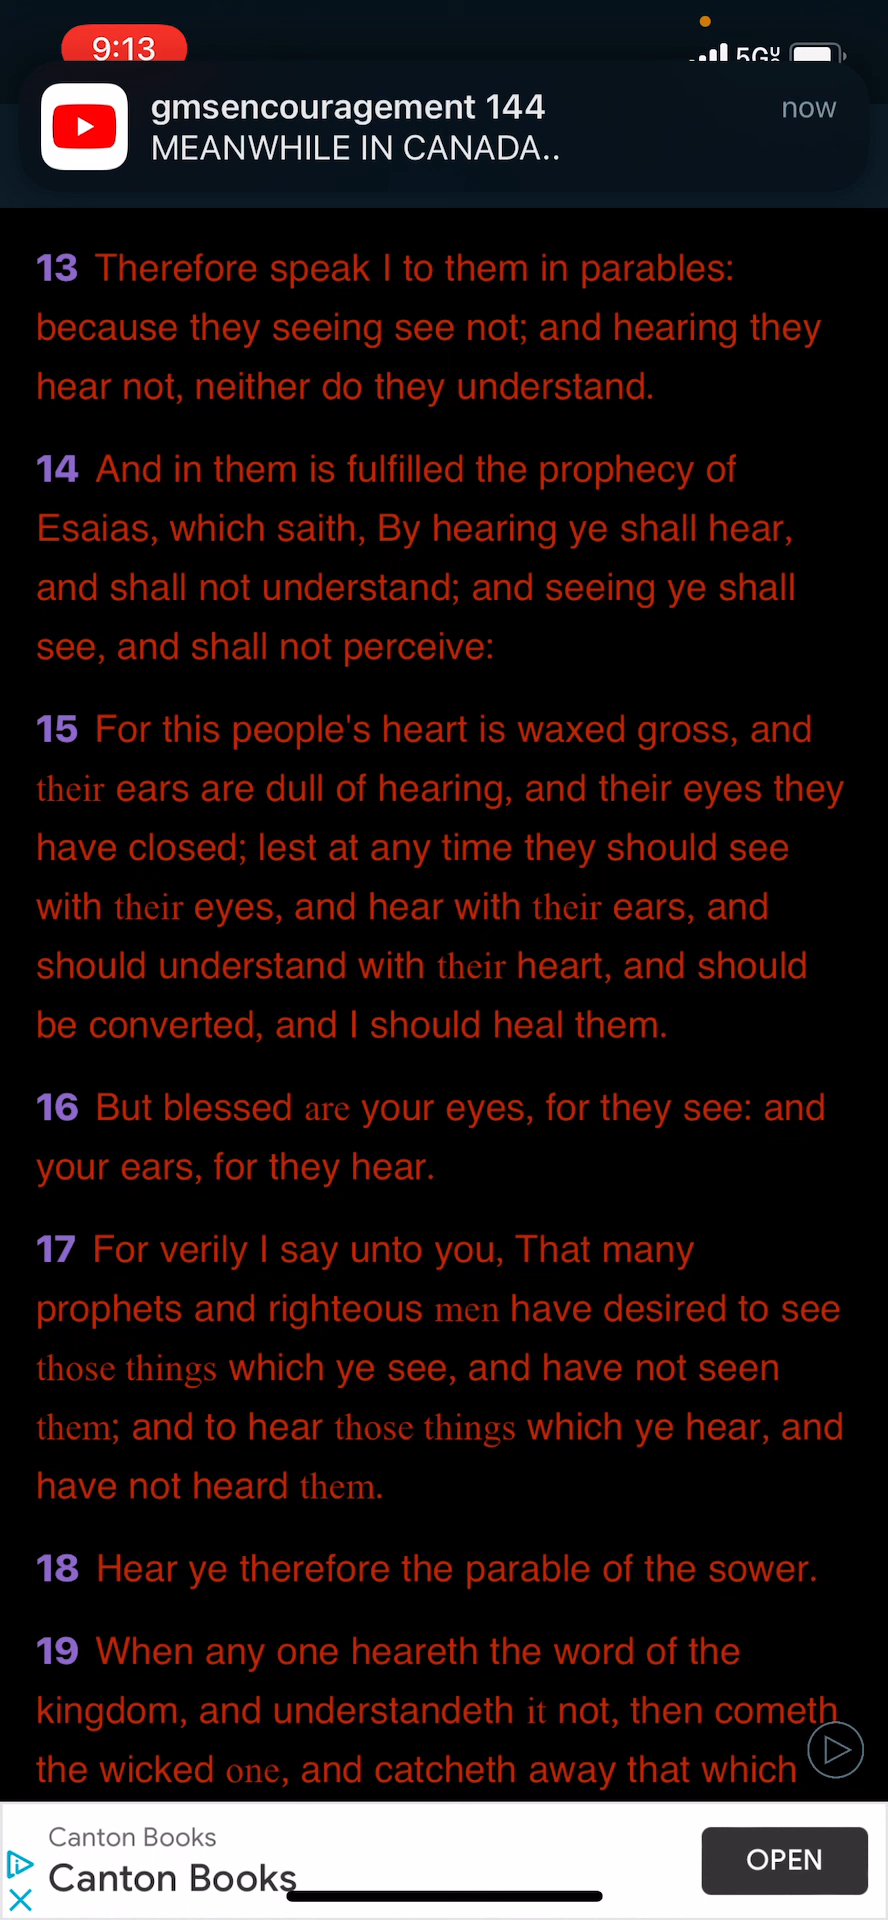 9:13
5G
gmsencouragement 144
now
MEANWHILE IN CANADA..
13 Therefore speak I to them in parables:
because they seeing see not; and hearing they
hear not, neither do they understand.
14 And in them is fulfilled the prophecy of
Esaias, which saith, By hearing ye shall hear,
and shall not understand; and seeing ye shall
see, and shall not perceive:
15 For this people's heart is waxed gross, and
their ears are dull of hearing, and their eyes they
have closed; lest at any time they should see
with their eyes, and hear with their ears, and
should understand with their heart, and should
be converted, and I should heal them.
16 But blessed are your eyes, for they see: and
your ears, for they hear.
17 For verily I say unto you, That many
prophets and righteous men have desired to see
those things which ye see, and have not seen
them; and to hear those things which ye hear, and
have not heard them.
18 Hear ye therefore the parable of the sower.
19 When any one heareth the word of the
kingdom, and understandeth it not, then cometh
the wicked one, and catcheth away that which
Canton Books
Canton Books
OPEN